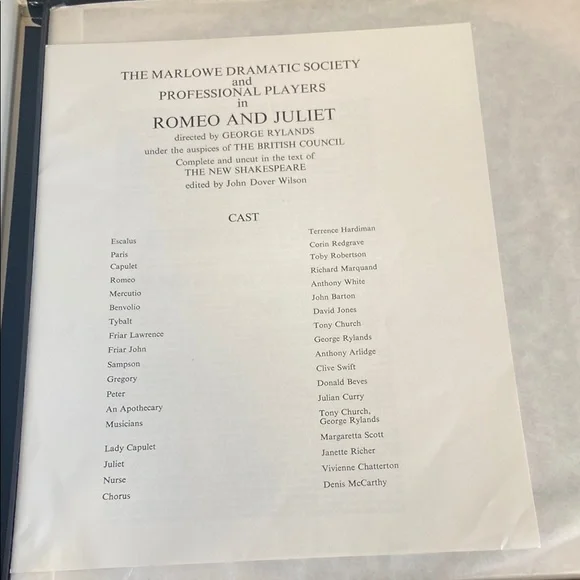 THE MARLOWE DRAMATIC SOCIETY
and
PROFESSIONAL PLAYERS
in
ROMEO AND JULIET
directed by GEORGE RYLANDS
under the auspices of THE BRITISH COUNCIL
Complete and uncut in the text of
THE NEW SHAKESPEARE
edited by John Dover Wilson
CAST
Escalus Terrence Hardiman
Paris Corin Redgrave
Capulet Toby Robertson
Romeo Richard Marquand
Mercutio Anthony White
Benvolio John Barton
Tybalt David Jones
Friar Lawrence Tony Church
Friar John George Rylands
Sampson Anthony Arlidge
Gregory Clive Swift
Peter Donald Beves
An Apothecary Julian Curry
Musicians Tony Church,
George Rylands
Lady Capulet Margaretta Scott
Juliet Janette Richer
Nurse Vivienne Chatterton
Chorus Denis McCarthy